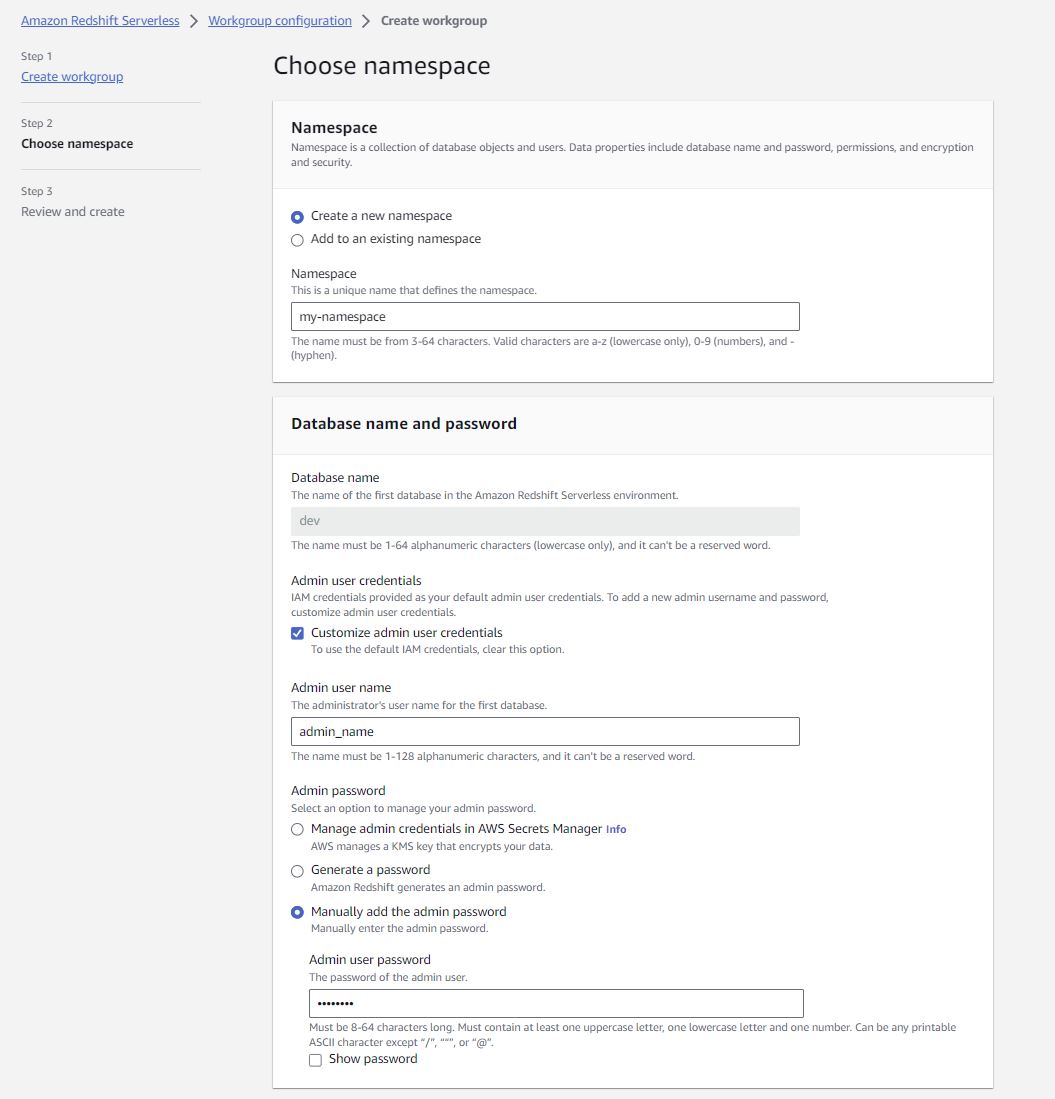 Amazon Redshift Serverless > Workgroup configuration > Create workgroup
Step 1
Create workgroup
Step 2
Choose namespace
Step 3
Review and create
Choose namespace
Namespace
Namespace is a collection of database objects and users. Data properties include database name and password, permissions, and encryption
and security.
Create a new namespace
Add to an existing namespace
Namespace
This is a unique name that defines the namespace.
my-namespace
The name must be from 3-64 characters. Valid characters are a-z (lowercase only), 0-9 (numbers), and -
(hyphen).
Database name and password
Database name
The name of the first database in the Amazon Redshift Serverless environment.
dev
The name must be 1-64 alphanumeric characters (lowercase only), and it can't be a reserved word.
Admin user credentials
IAM credentials provided as your default admin user credentials. To add a new admin username and password,
customize admin user credentials.
Customize admin user credentials
To use the default IAM credentials, clear this option.
Admin user name
The administrator's user name for the first database.
admin_name
The name must be 1-128 alphanumeric characters, and it can't be a reserved word.
Admin password
Select an option to manage your admin password.
Manage admin credentials in AWS Secrets Manager Info
AWS manages a KMS key that encrypts your data.
Generate a password
Amazon Redshift generates an admin password.
Manually add the admin password
Manually enter the admin password.
Admin user password
The password of the admin user.
••••••••
Must be 8-64 characters long. Must contain at least one uppercase letter, one lowercase letter and one number. Can be any printable
ASCII character except “/”, “"”, or “@”.
Show password